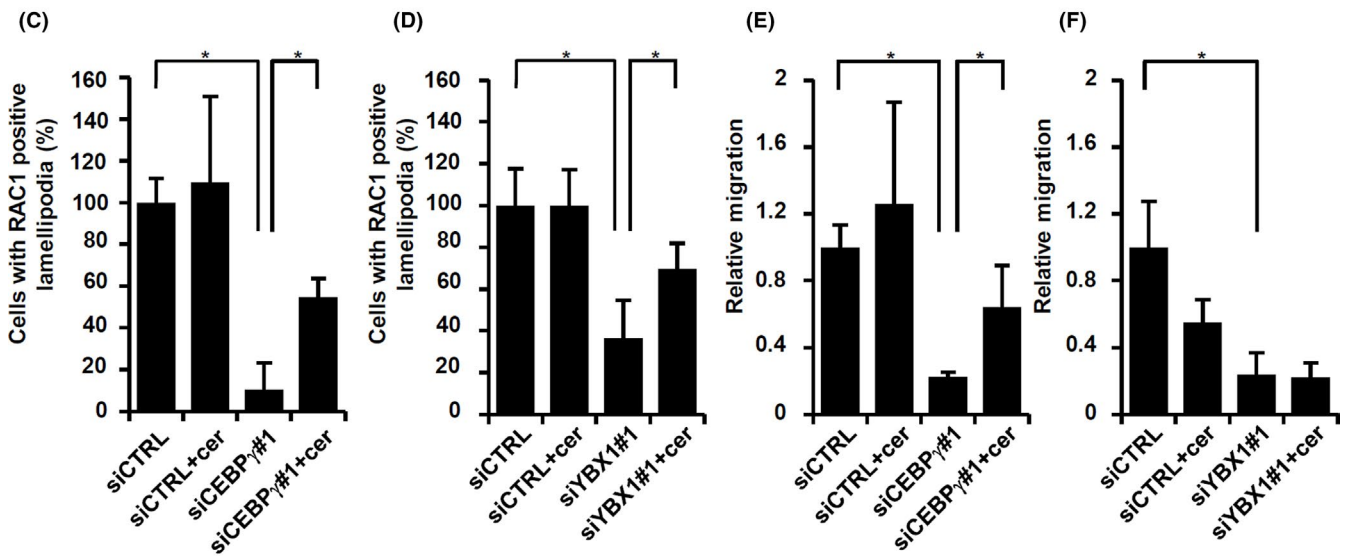 (C)
Cells with RAC1 positive
lamellipodia (%)
160
140
120
100
80
60
40
20
0
*
*
siCTRL
siCTRL+cer
siCEBPγ#1
siCEBPγ#1+cer
(D)
Cells with RAC1 positive
lamellipodia (%)
160
140
120
100
80
60
40
20
0
*
*
siCTRL
siCTRL+cer
siYBX1#1
siYBX1#1+cer
(E)
Relative migration
2
1.6
1.2
0.8
0.4
0
*
*
siCTRL
siCTRL+cer
siCEBPγ#1
siCEBPγ#1+cer
(F)
Relative migration
2
1.6
1.2
0.8
0.4
0
*
siCTRL
siCTRL+cer
siYBX1#1
siYBX1#1+cer